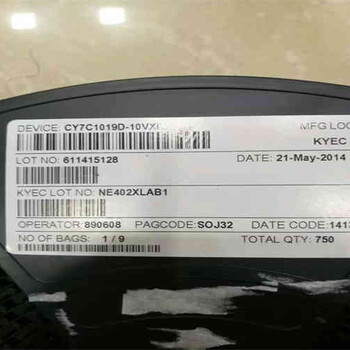 DEVICE: CY7C1019D-10VXI MFG LOC
KYEC
LOT NO: 611415128 DATE: 21-May-2014
KYEC LOT NO: NE402XLAB1
OPERATOR: 890608 PAGCODE: SOJ32 DATE CODE: 1413
NO OF BAGS: 1 / 9 TOTAL QTY: 750